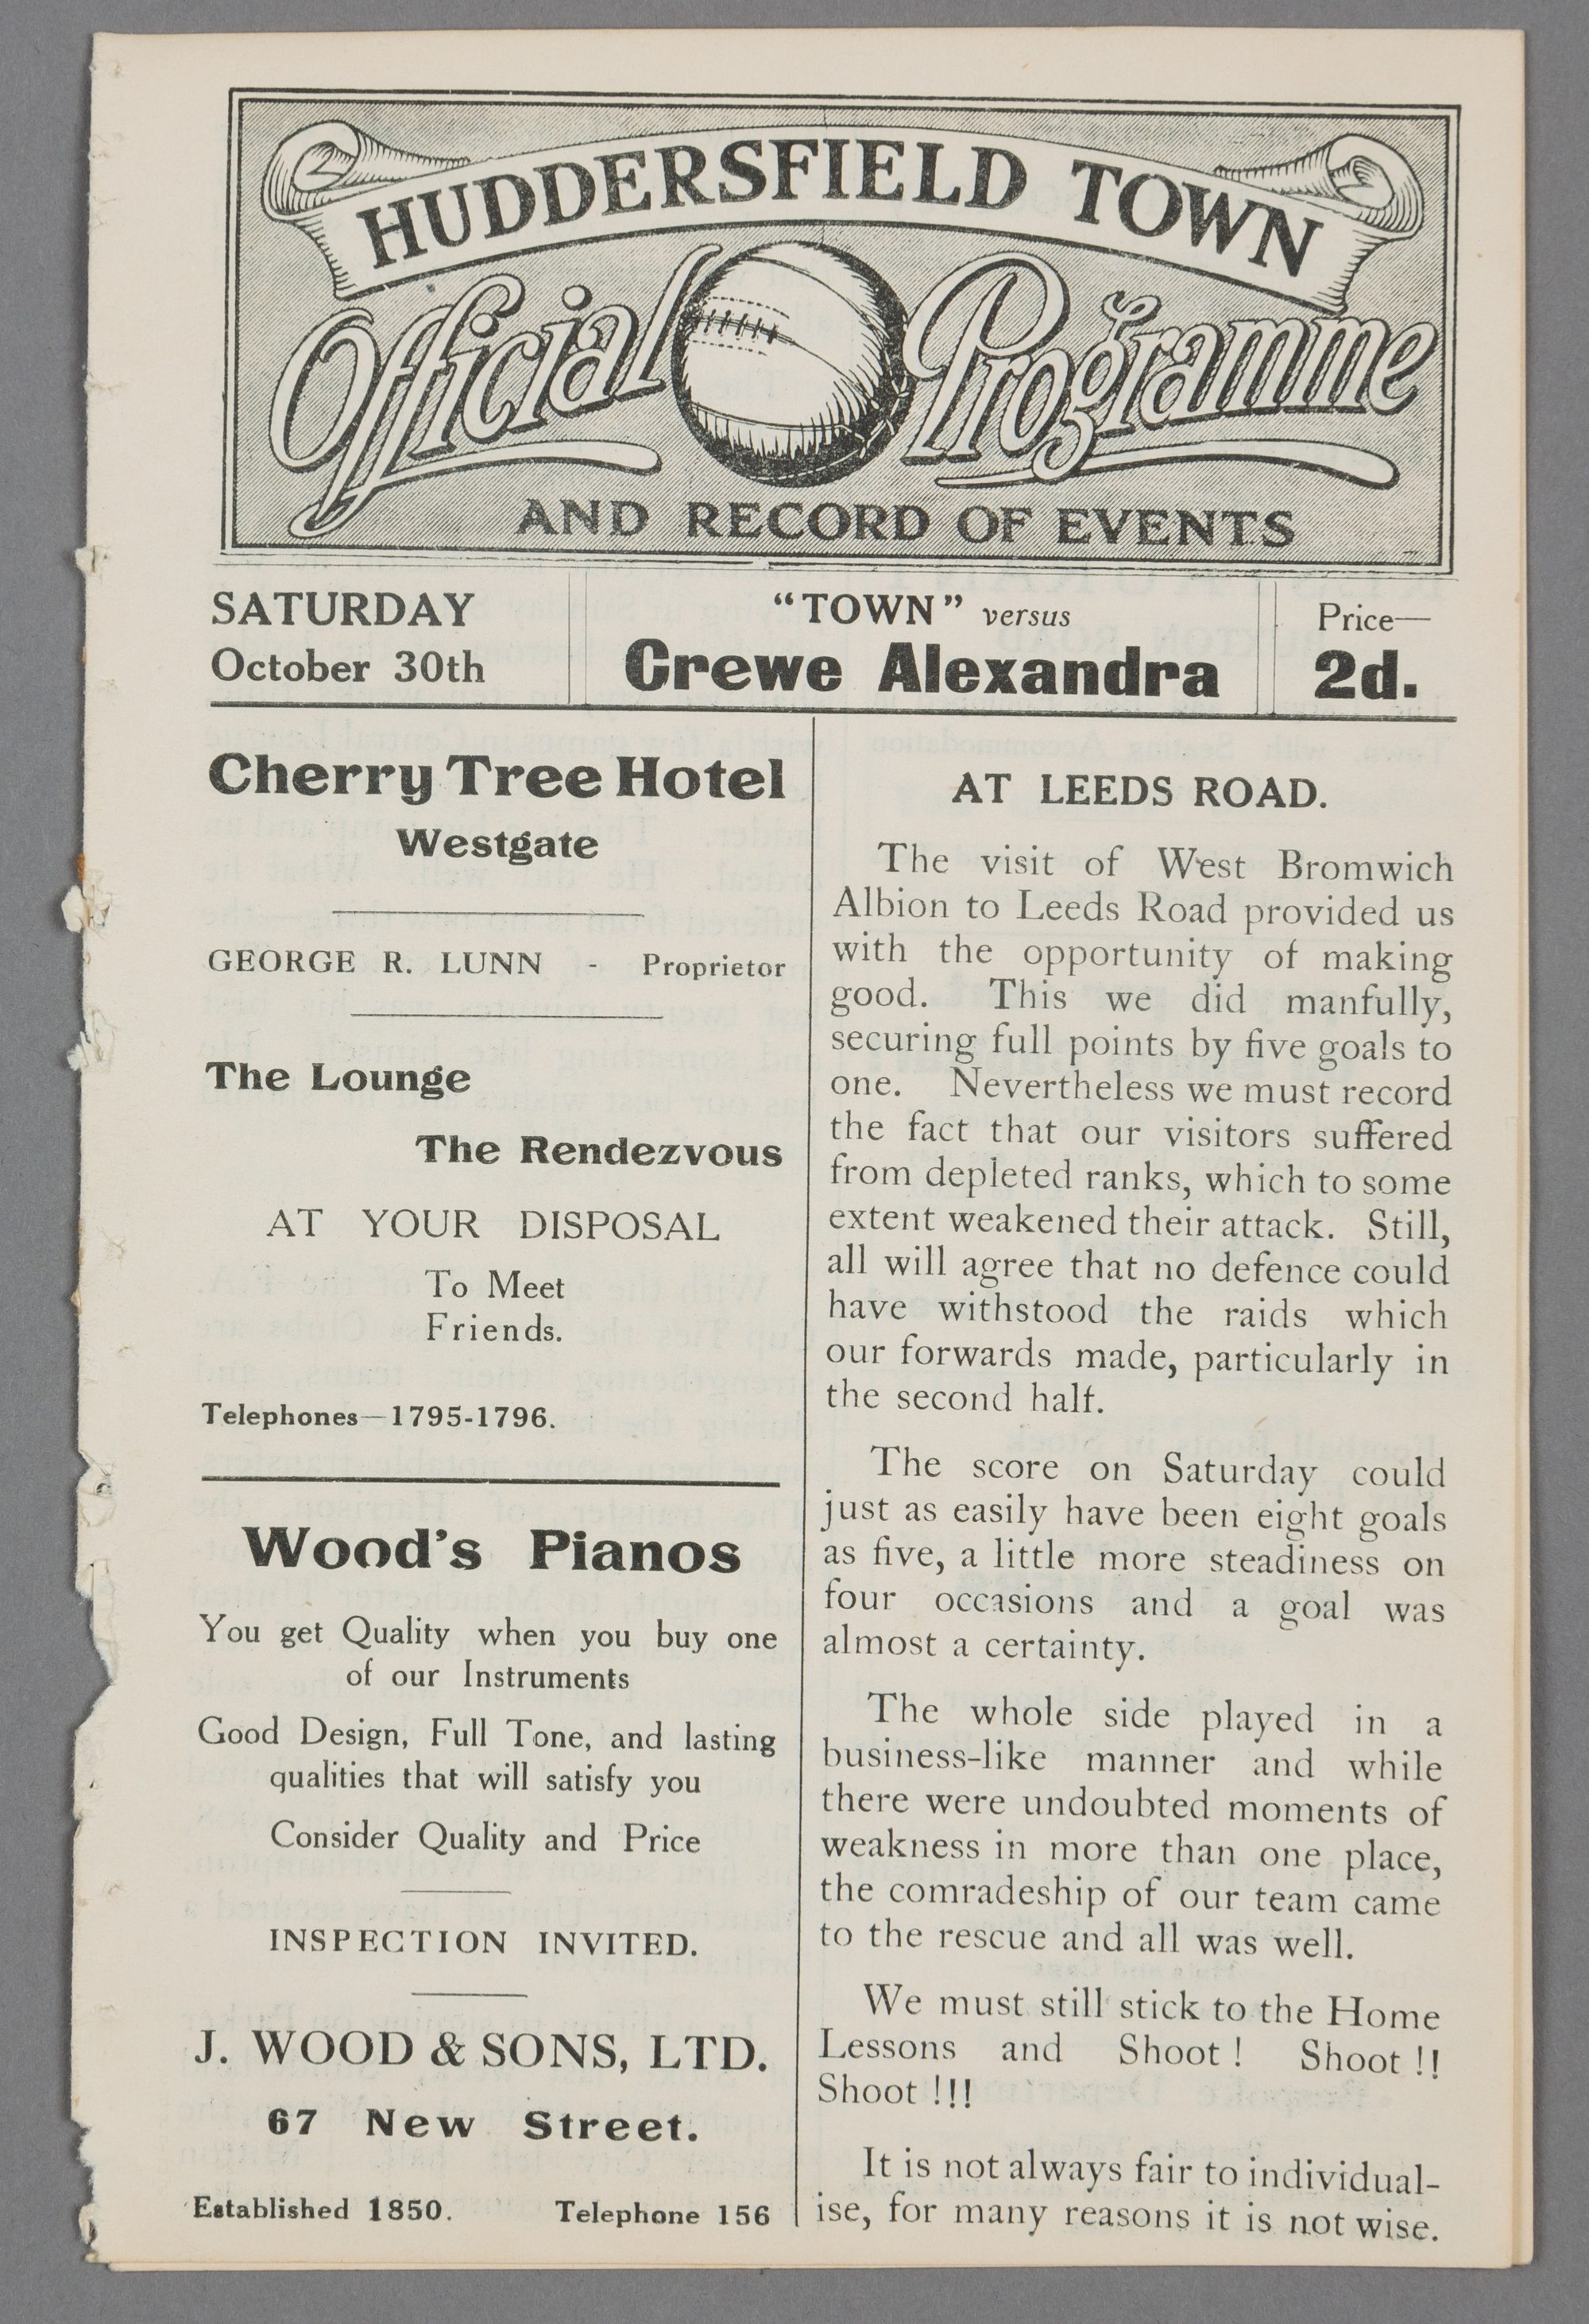 HUDDERSFIELD TOWN
Official Programme
AND RECORD OF EVENTS
SATURDAY
October 30th
"TOWN" versus
Crewe Alexandra
Price—
2d.
Cherry Tree Hotel
Westgate
GEORGE R. LUNN - Proprietor
The Lounge
The Rendezvous
AT YOUR DISPOSAL
To Meet
Friends.
Telephones—1795-1796.
Wood's Pianos
You get Quality when you buy one
of our Instruments
Good Design, Full Tone, and lasting
qualities that will satisfy you
Consider Quality and Price
INSPECTION INVITED.
J. WOOD & SONS, LTD.
67 New Street.
Established 1850. Telephone 156
AT LEEDS ROAD.
The visit of West Bromwich
Albion to Leeds Road provided us
with the opportunity of making
good. This we did manfully,
securing full points by five goals to
one. Nevertheless we must record
the fact that our visitors suffered
from depleted ranks, which to some
extent weakened their attack. Still,
all will agree that no defence could
have withstood the raids which
our forwards made, particularly in
the second half.
The score on Saturday could
just as easily have been eight goals
as five, a little more steadiness on
four occasions and a goal was
almost a certainty.
The whole side played in a
business-like manner and while
there were undoubted moments of
weakness in more than one place,
the comradeship of our team came
to the rescue and all was well.
We must still stick to the Home
Lessons and Shoot ! Shoot !!
Shoot !!!
It is not always fair to individual-
ise, for many reasons it is not wise.